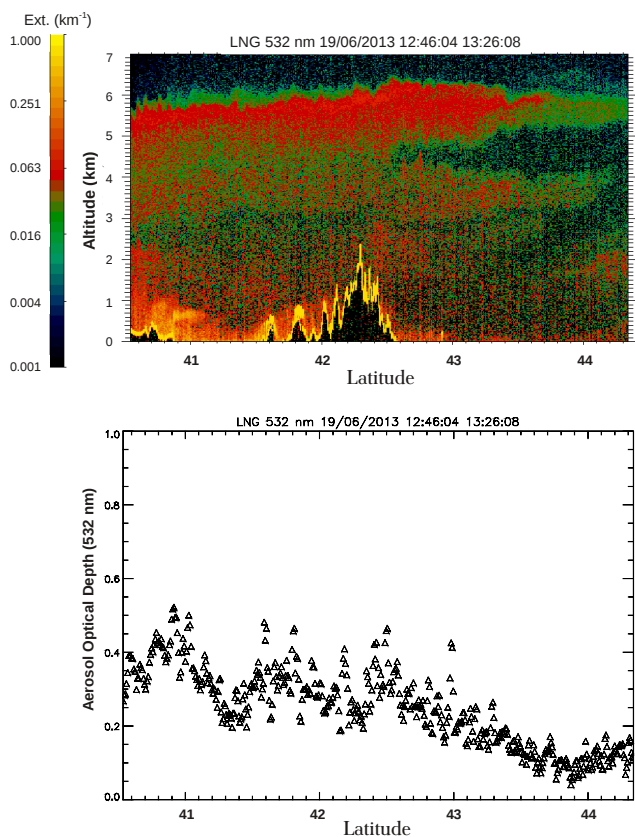 Ext. (km-1)
LNG 532 nm 19/06/2013 12:46:04 13:26:08
1.000
0.251
0.063
0.016
0.004
0.001
Altitude (km)
7
6
5
4
3
2
1
0
41 42 43 44
Latitude
LNG 532 nm 19/06/2013 12:46:04 13:26:08
Aerosol Optical Depth (532 nm)
1.0
0.8
0.6
0.4
0.2
0.0
41 42 43 44
Latitude